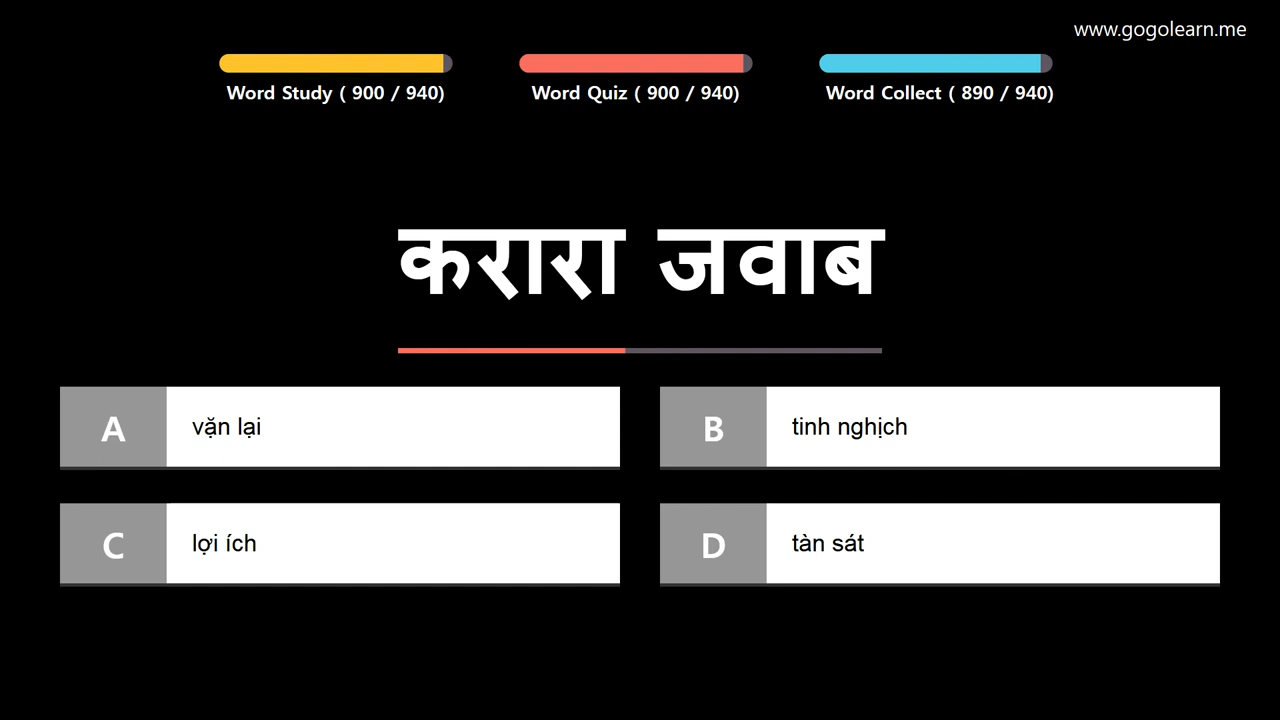 www.gogolearn.me
Word Study ( 900 / 940)
Word Quiz ( 900 / 940)
Word Collect ( 890 / 940)
करारा जवाब
A vặn lại
B tinh nghịch
C lợi ích
D tàn sát